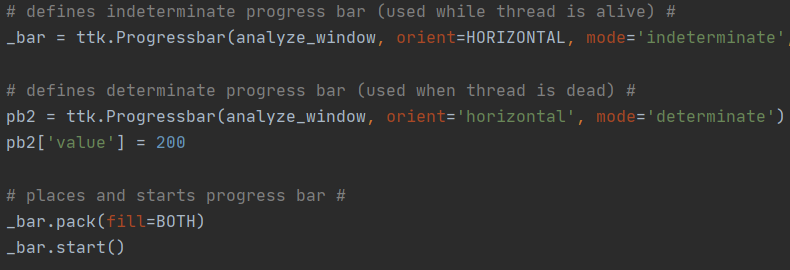 # defines indeterminate progress bar (used while thread is alive) #
_bar = ttk.Progressbar(analyze_window, orient=HORIZONTAL, mode='indeterminate',
# defines determinate progress bar (used when thread is dead) #
pb2 = ttk.Progressbar(analyze_window, orient='horizontal', mode='determinate')
pb2['value'] = 200
# places and starts progress bar #
_bar.pack(fill=BOTH)
_bar.start()